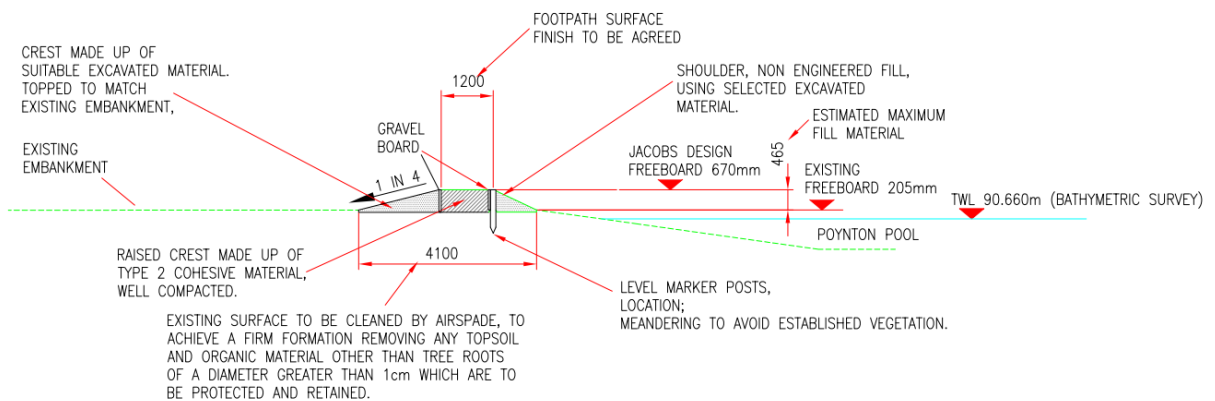 FOOTPATH SURFACE
FINISH TO BE AGREED
CREST MADE UP OF
SUITABLE EXCAVATED MATERIAL.
TOPPED TO MATCH
EXISTING EMBANKMENT,
1200
SHOULDER, NON ENGINEERED FILL,
USING SELECTED EXCAVATED
MATERIAL.
ESTIMATED MAXIMUM
FILL MATERIAL
465
GRAVEL
BOARD
EXISTING
EMBANKMENT
JACOBS DESIGN
FREEBOARD 670mm
EXISTING
FREEBOARD 205mm
1 IN 4
TWL 90.660m (BATHYMETRIC SURVEY)
POYNTON POOL
RAISED CREST MADE UP OF
TYPE 2 COHESIVE MATERIAL,
WELL COMPACTED.
4100
LEVEL MARKER POSTS,
LOCATION;
MEANDERING TO AVOID ESTABLISHED VEGETATION.
EXISTING SURFACE TO BE CLEANED BY AIRSPADE, TO
ACHIEVE A FIRM FORMATION REMOVING ANY TOPSOIL
AND ORGANIC MATERIAL OTHER THAN TREE ROOTS
OF A DIAMETER GREATER THAN 1cm WHICH ARE TO
BE PROTECTED AND RETAINED.